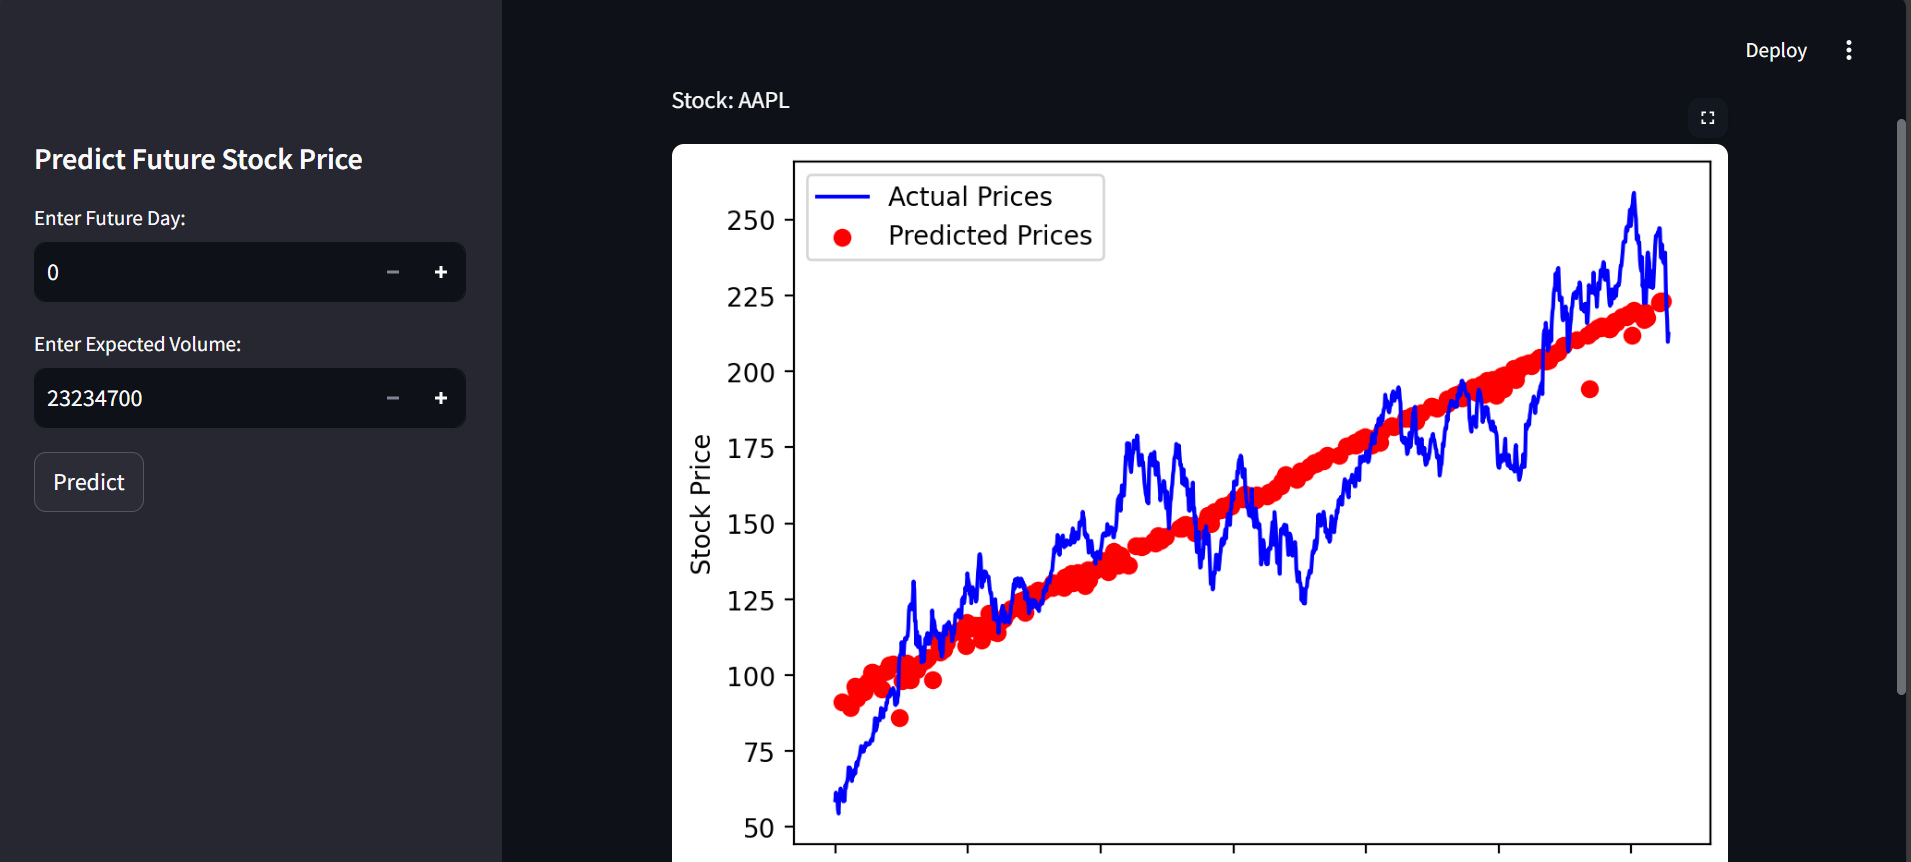 Deploy
Stock: AAPL
Predict Future Stock Price
Enter Future Day:
0
Enter Expected Volume:
23234700
Predict
Actual Prices
Predicted Prices
Stock Price
250
225
200
175
150
125
100
75
50